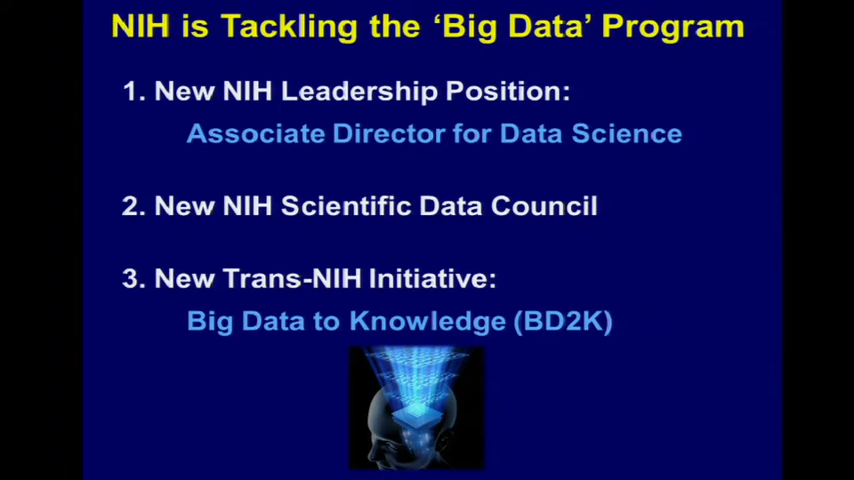 NIH is Tackling the ‘Big Data’ Program
1. New NIH Leadership Position:
Associate Director for Data Science
2. New NIH Scientific Data Council
3. New Trans-NIH Initiative:
Big Data to Knowledge (BD2K)